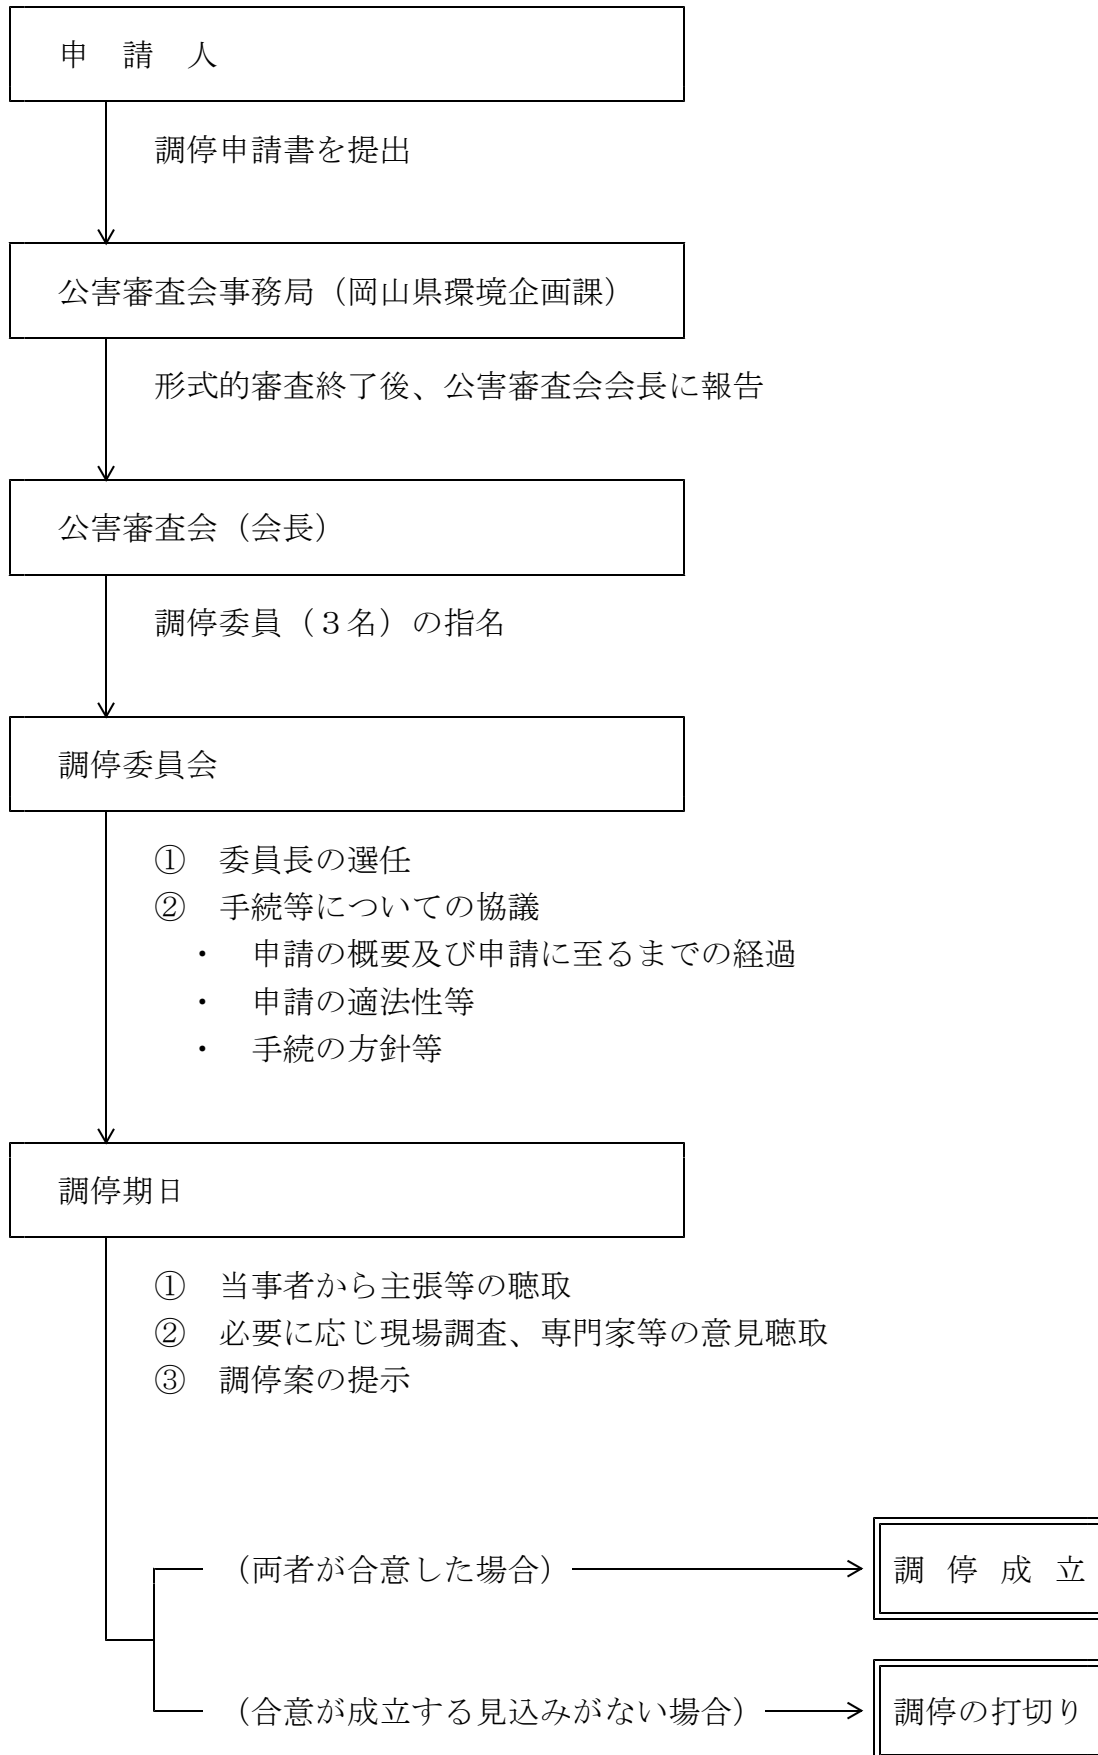 申 請 人
調停申請書を提出
公害審査会事務局（岡山県環境企画課）
形式的審査終了後、公害審査会会長に報告
公害審査会（会長）
調停委員（３名）の指名
調停委員会
① 委員長の選任
② 手続等についての協議
・ 申請の概要及び申請に至るまでの経過
・ 申請の適法性等
・ 手続の方針等
調停期日
① 当事者から主張等の聴取
② 必要に応じ現場調査、専門家等の意見聴取
③ 調停案の提示
（両者が合意した場合） 調 停 成 立
（合意が成立する見込みがない場合） 調停の打切り